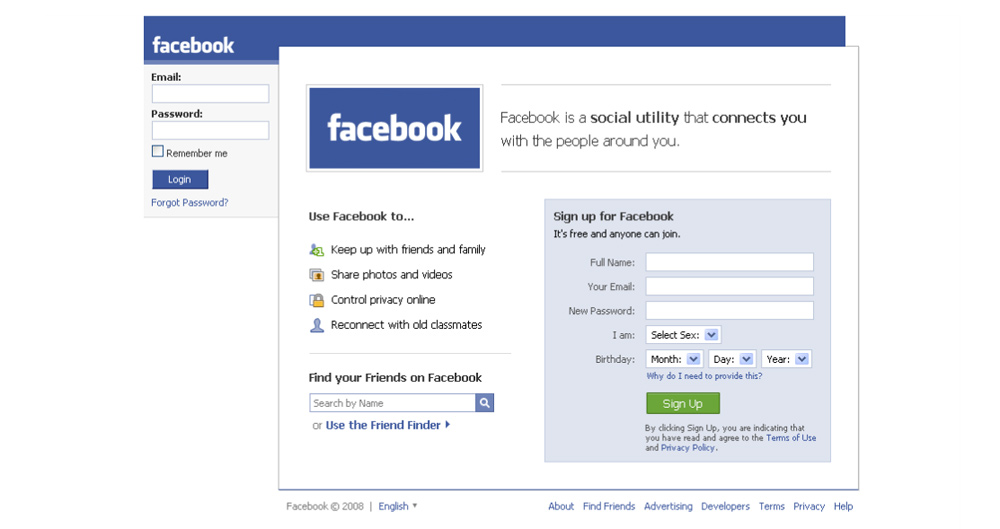 facebook
Email:
Password:
Remember me
Login
Forgot Password?
facebook
Facebook is a social utility that connects you
with the people around you.
Use Facebook to...
Keep up with friends and family
Share photos and videos
Control privacy online
Reconnect with old classmates
Find your Friends on Facebook
Search by Name
or Use the Friend Finder
Sign up for Facebook
It's free and anyone can join.
Full Name:
Your Email:
New Password:
I am: Select Sex:
Birthday: Month: Day: Year:
Why do I need to provide this?
Sign Up
By clicking Sign Up, you are indicating that
you have read and agree to the Terms of Use
and Privacy Policy.
Facebook © 2008 | English
About Find Friends Advertising Developers Terms Privacy Help